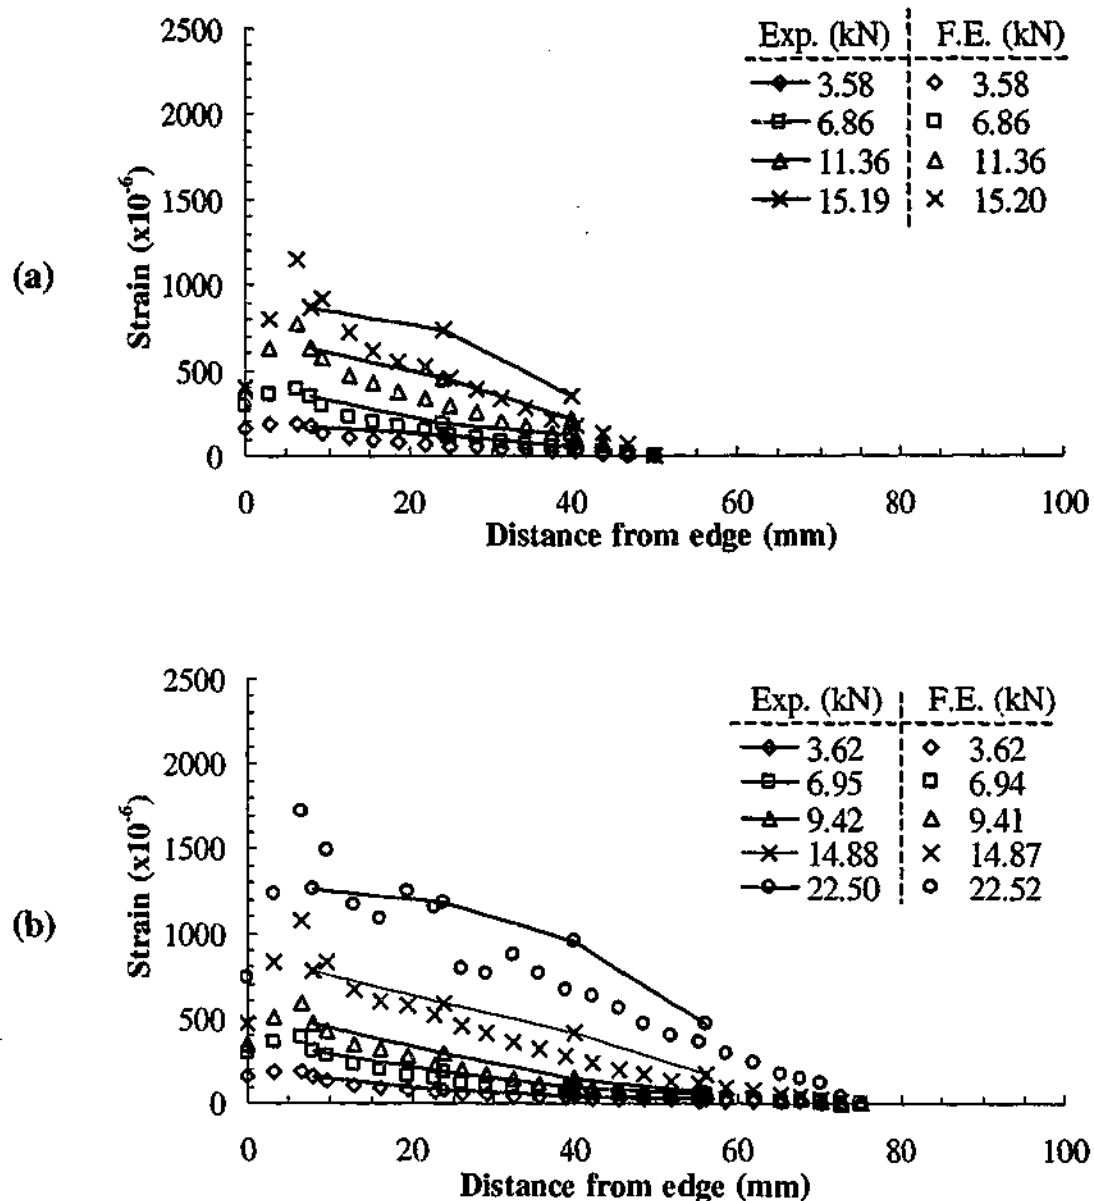 2500
Exp. (kN) F.E. (kN)
3.58 3.58
2000
6.86 6.86
11.36 11.36
1500
15.19 15.20
(a)
Strain (x10⁻⁶)
1000
500
0
0 20 40 60 80 100
Distance from edge (mm)
2500
Exp. (kN) F.E. (kN)
3.62 3.62
2000
6.95 6.94
9.42 9.41
1500
14.88 14.87
22.50 22.52
(b)
Strain (x10⁻⁶)
1000
500
0
0 20 40 60 80 100
Distance from edge (mm)